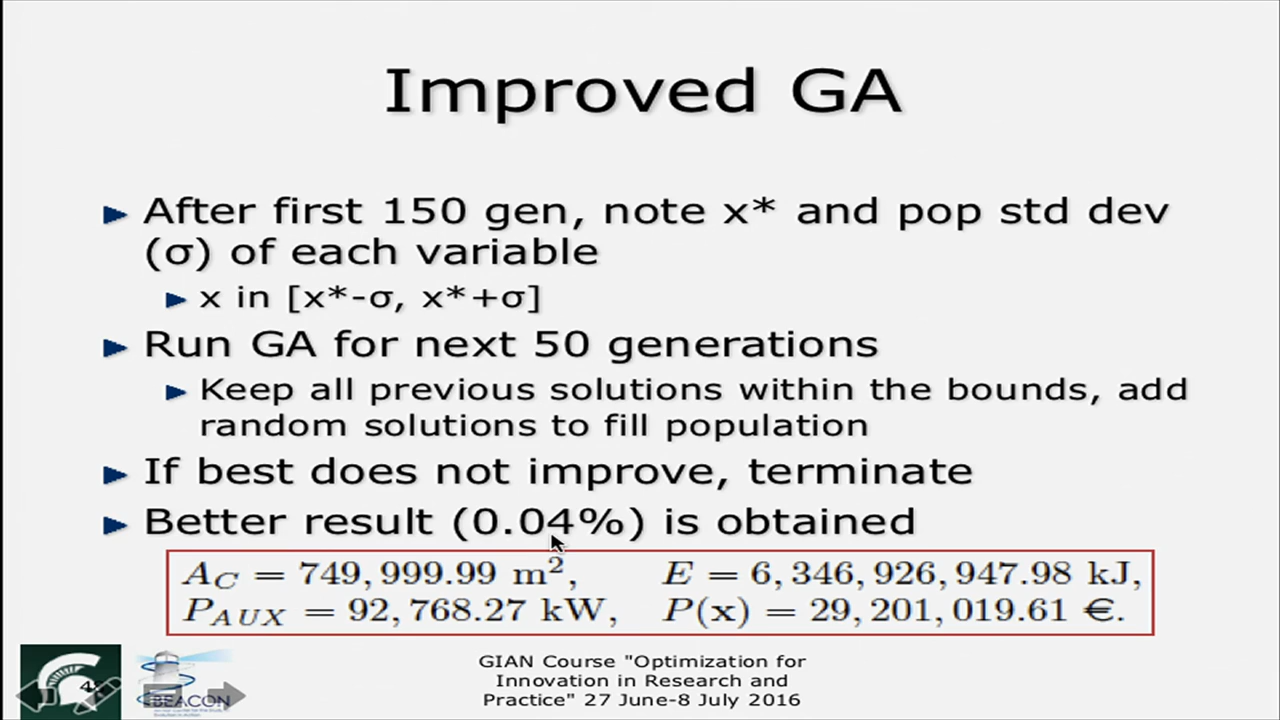 Improved GA
After first 150 gen, note x* and pop std dev
(σ) of each variable
x in [x*-σ, x*+σ]
Run GA for next 50 generations
Keep all previous solutions within the bounds, add
random solutions to fill population
If best does not improve, terminate
Better result (0.04%) is obtained
A_C = 749,999.99 m², E = 6,346,926,947.98 kJ,
P_AUX = 92,768.27 kW, P(x) = 29,201,019.61 €.
GIAN Course "Optimization for
Innovation in Research and
Practice" 27 June-8 July 2016
BEACON